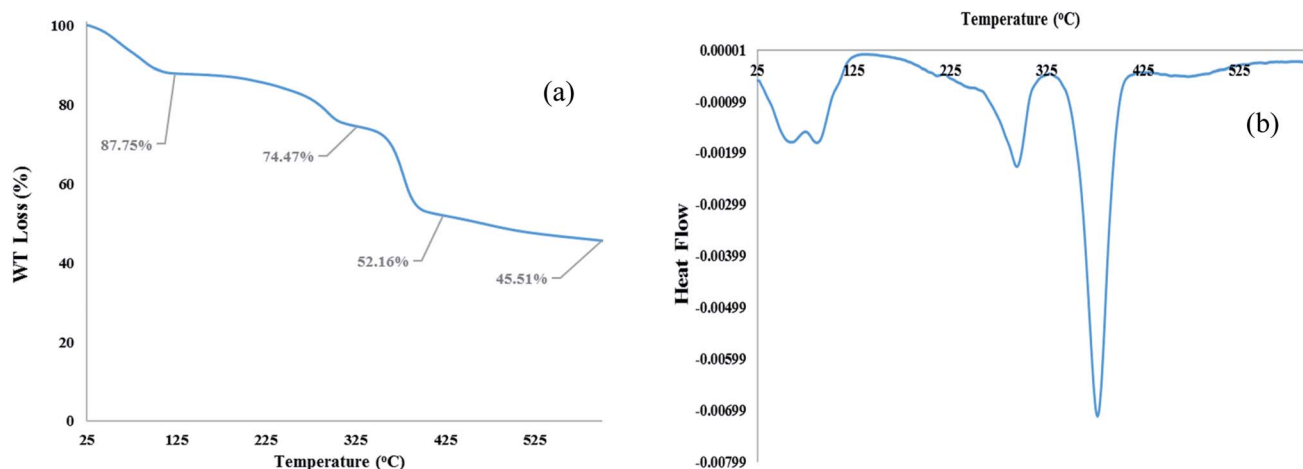 100
80
60
40
20
0
WT Loss (%)
87.75%
74.47%
52.16%
45.51%
(a)
25 125 225 325 425 525
Temperature (ᴼC)
Temperature (ᴼC)
0.00001
-0.00099
-0.00199
-0.00299
-0.00399
-0.00499
-0.00599
-0.00699
-0.00799
Heat Flow
25 125 225 325 425 525
(b)